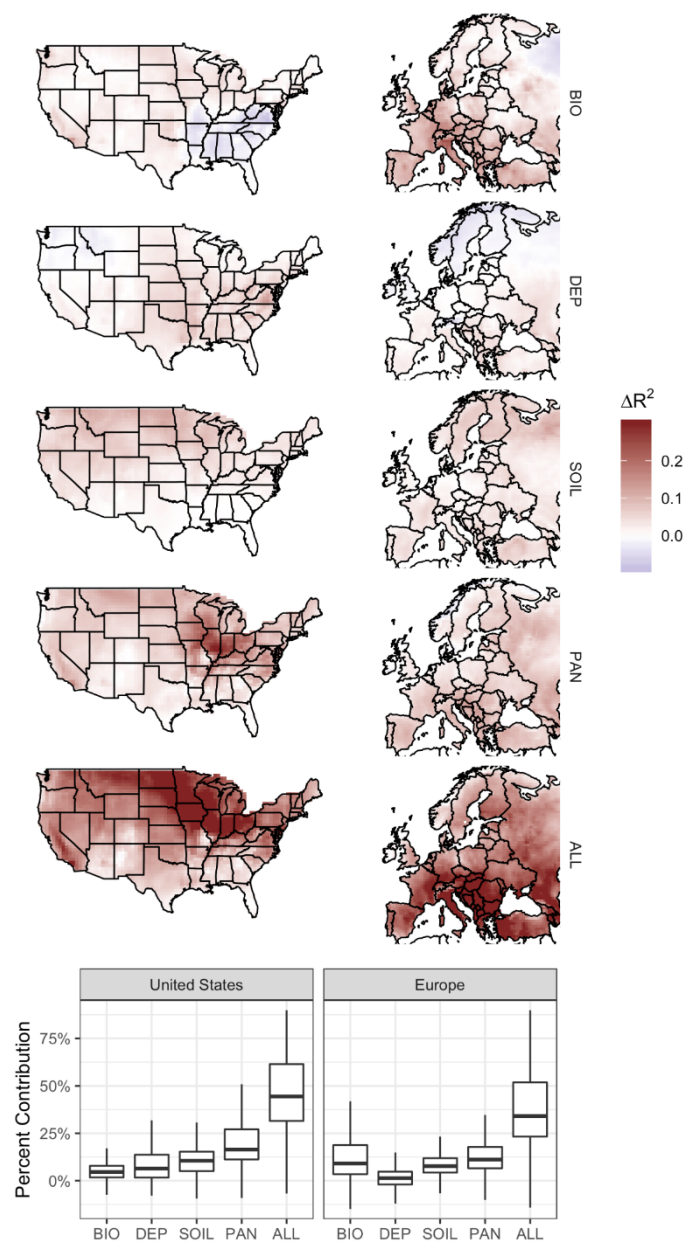 BIO
DEP
SOIL
PAN
ALL
ΔR²
0.2
0.1
0.0
United States
Europe
Percent Contribution
75%
50%
25%
0%
BIO DEP SOIL PAN ALL
BIO DEP SOIL PAN ALL